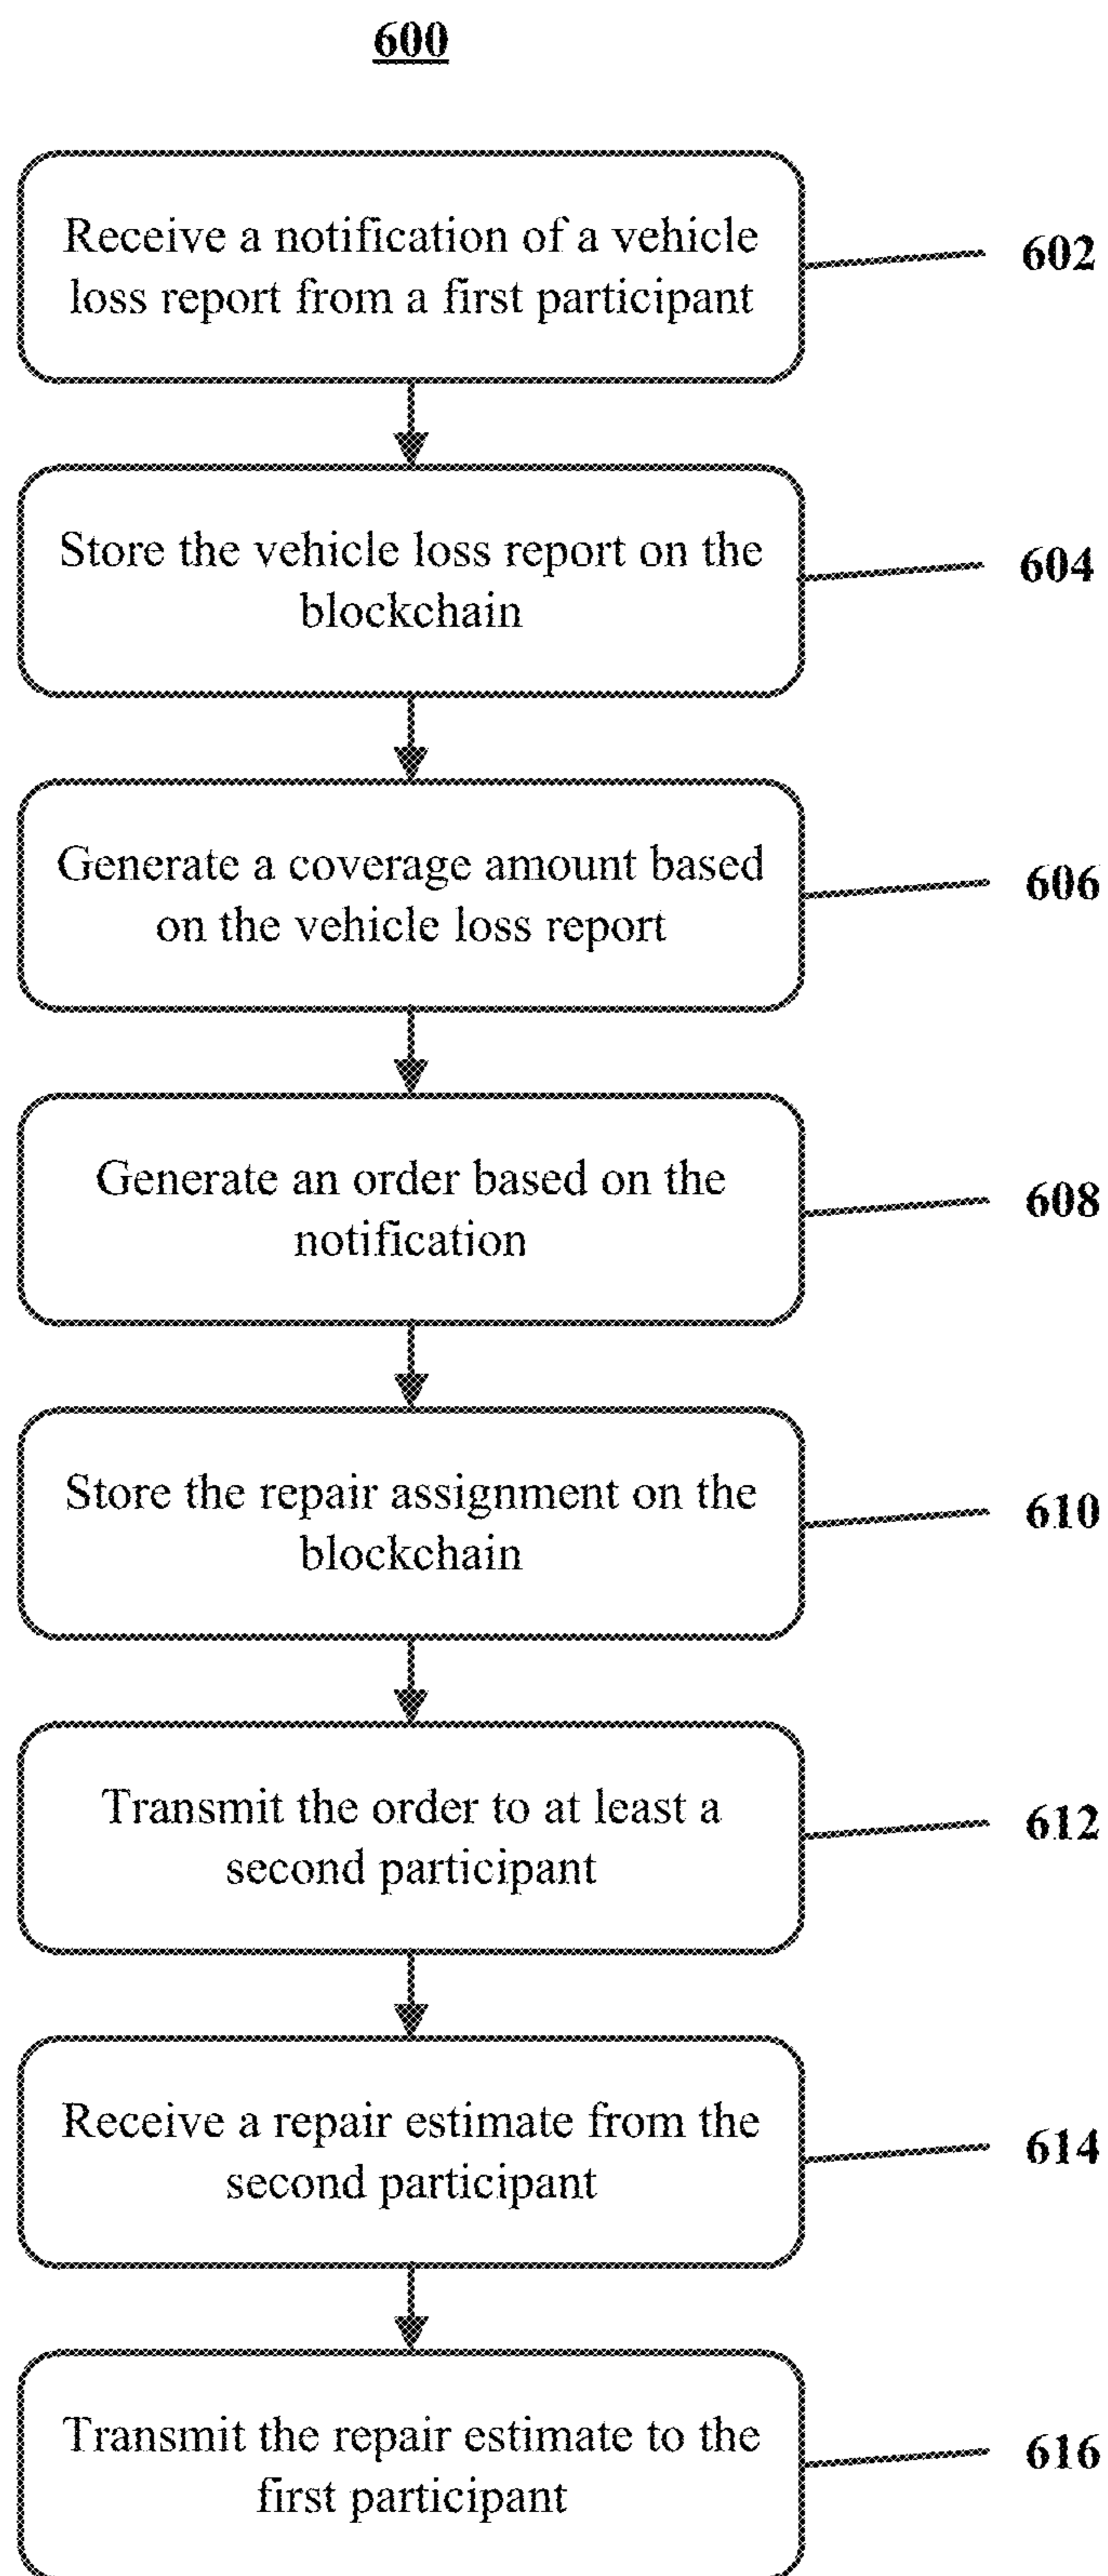 600
Receive a notification of a vehicle
loss report from a first participant
602
Store the vehicle loss report on the
blockchain
604
Generate a coverage amount based
on the vehicle loss report
606
Generate an order based on the
notification
608
Store the repair assignment on the
blockchain
610
Transmit the order to at least a
second participant
612
Receive a repair estimate from the
second participant
614
Transmit the repair estimate to the
first participant
616